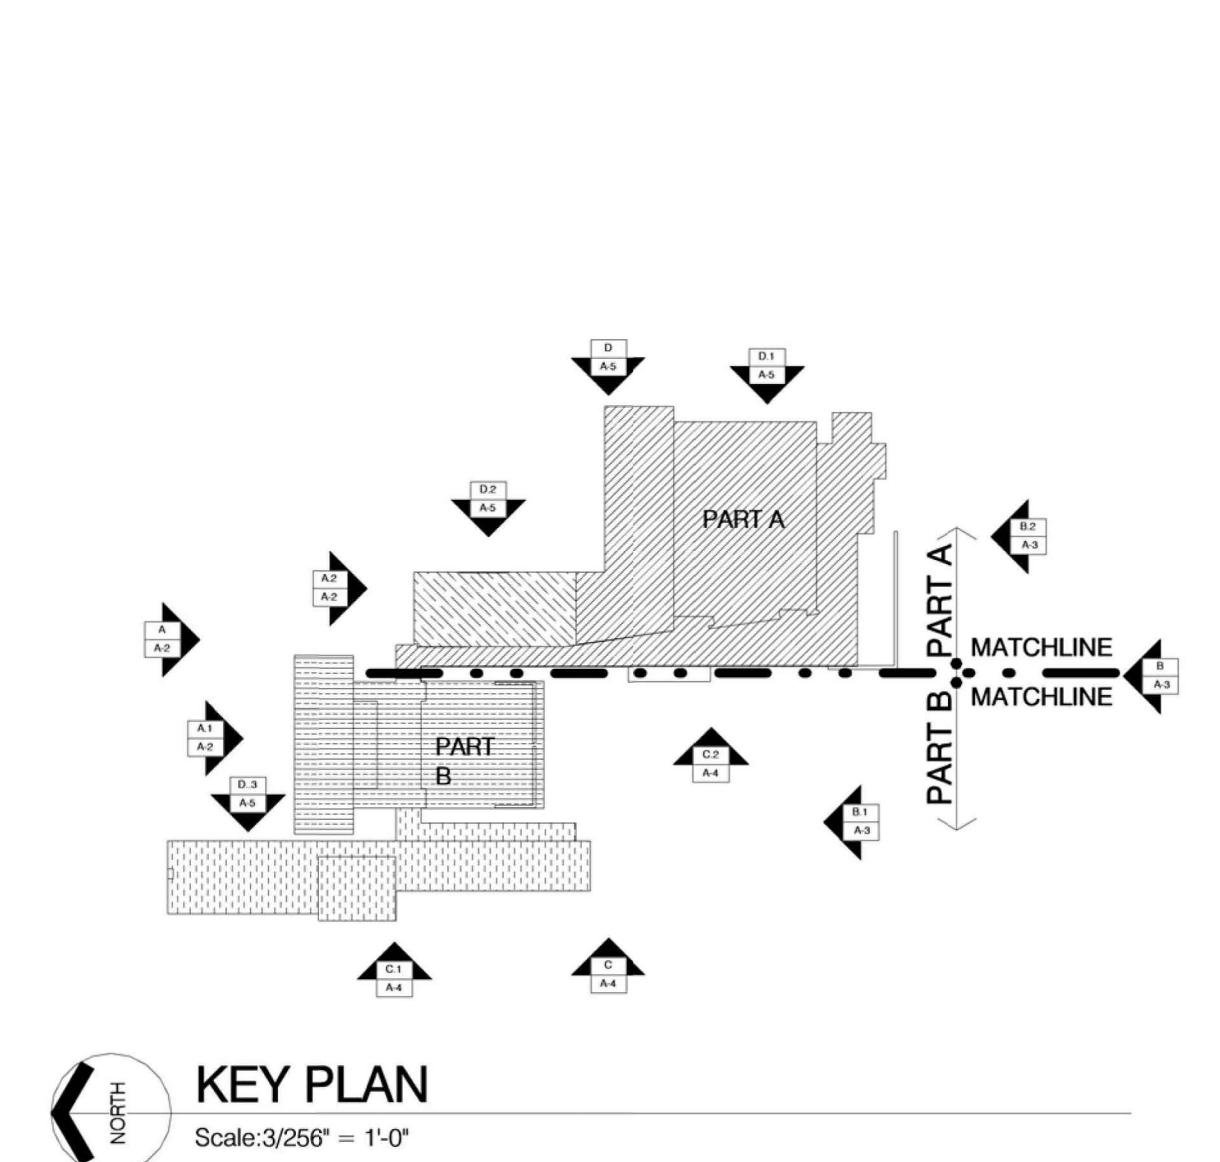 D
A-5
D.1
A-5
D.2
A-5
PART A
B.2
A-3
A.2
A-2
A
A-2
PART A
MATCHLINE
B
A-3
MATCHLINE
PART B
A.1
A-2
PART
B
C.2
A-4
D..3
A-5
B.1
A-3
C.1
A-4
C
A-4
NORTH
KEY PLAN
Scale:3/256" = 1'-0"